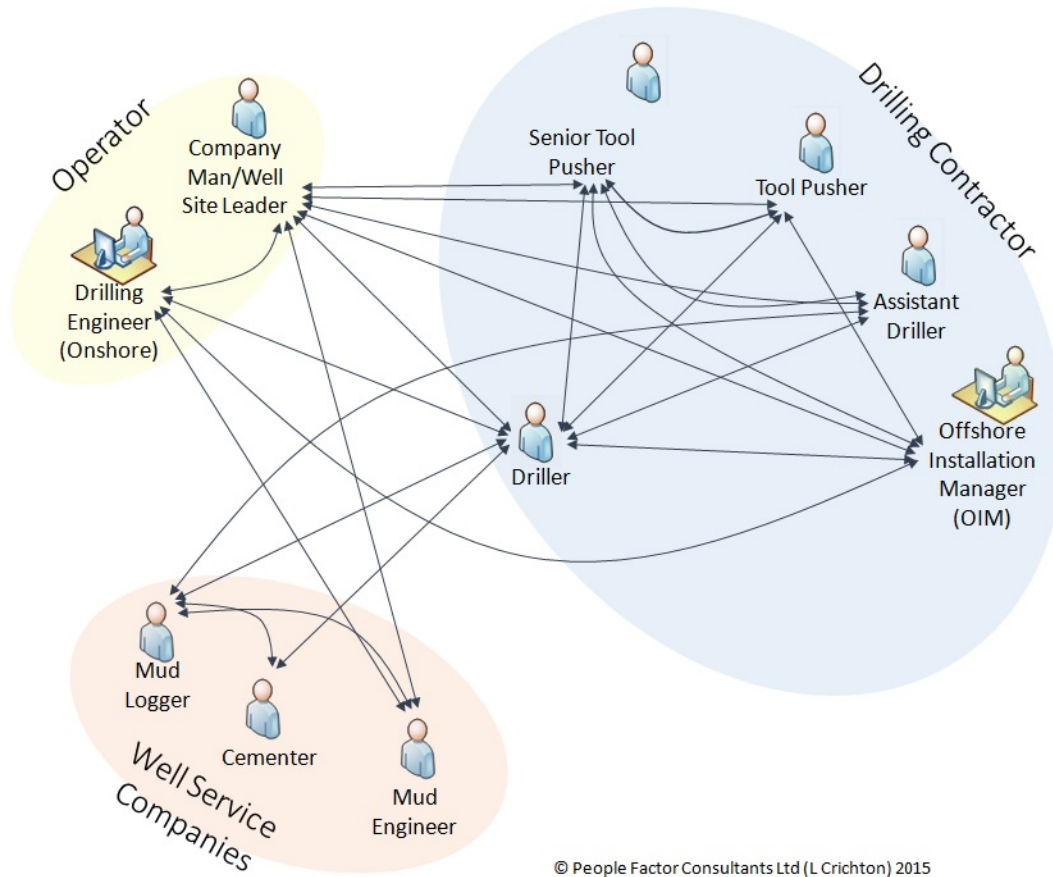 Operator
Company
Man/Well
Site Leader
Drilling
Engineer
(Onshore)
Drilling Contractor
Senior Tool
Pusher
Tool Pusher
Assistant
Driller
Offshore
Installation
Manager
(OIM)
Driller
Mud
Logger
Cementer
Mud
Engineer
Well Service
Companies
© People Factor Consultants Ltd (L Crichton) 2015